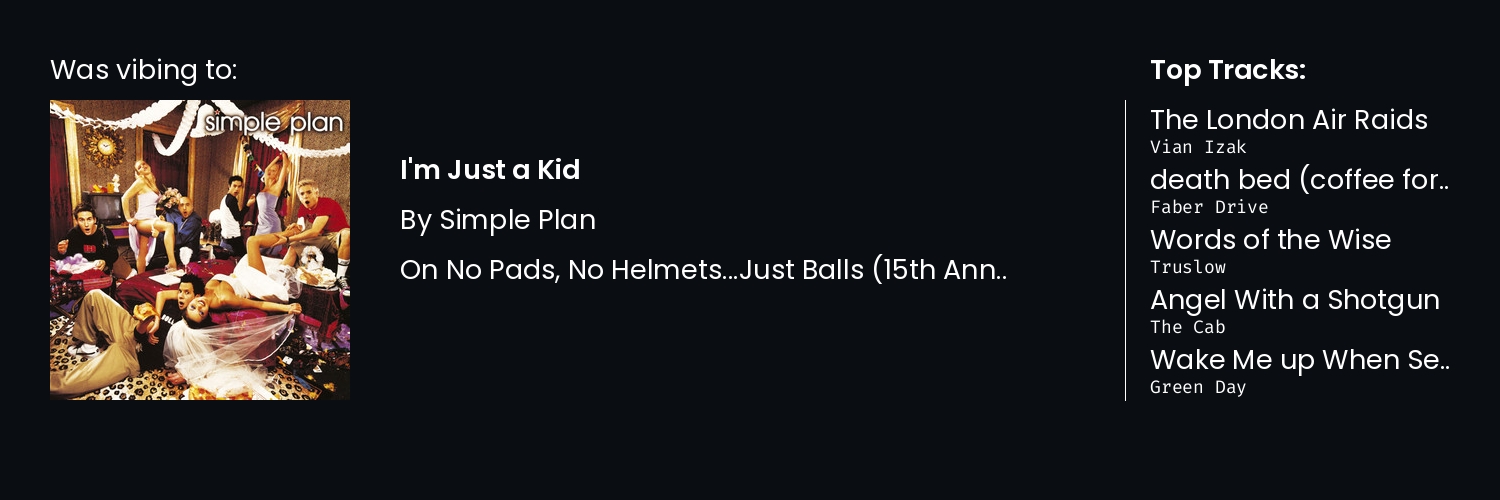 Was vibing to:
simple plan
I'm Just a Kid
By Simple Plan
On No Pads, No Helmets...Just Balls (15th Ann..
Top Tracks:
The London Air Raids
Vian Izak
death bed (coffee for..
Faber Drive
Words of the Wise
Truslow
Angel With a Shotgun
The Cab
Wake Me up When Se..
Green Day